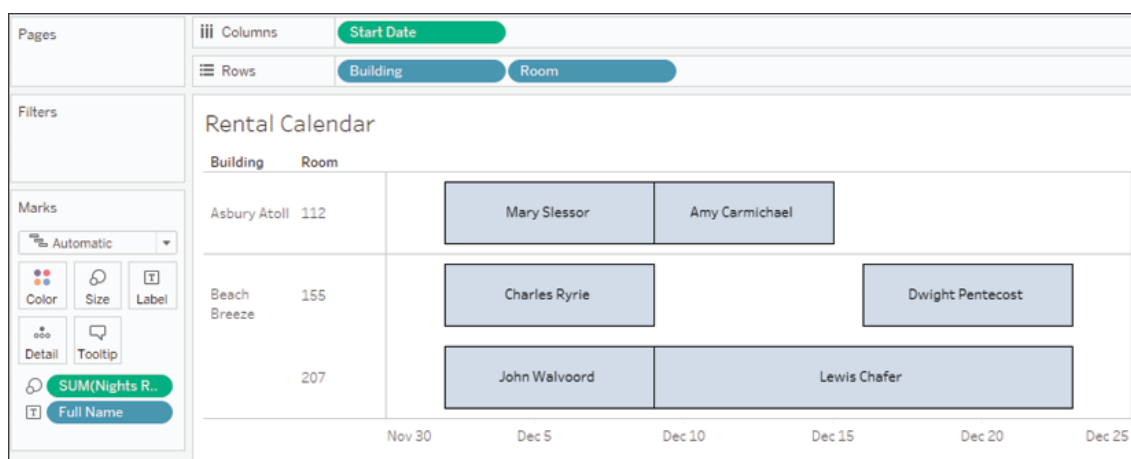 Pages
Columns Start Date
Rows Building Room
Filters
Rental Calendar
Building Room
Marks
Automatic
Color Size Label
Detail Tooltip
SUM(Nights R..
Full Name
Asbury Atoll 112 Mary Slessor Amy Carmichael
Beach Breeze 155 Charles Ryrie Dwight Pentecost
207 John Walvoord Lewis Chafer
Nov 30 Dec 5 Dec 10 Dec 15 Dec 20 Dec 25